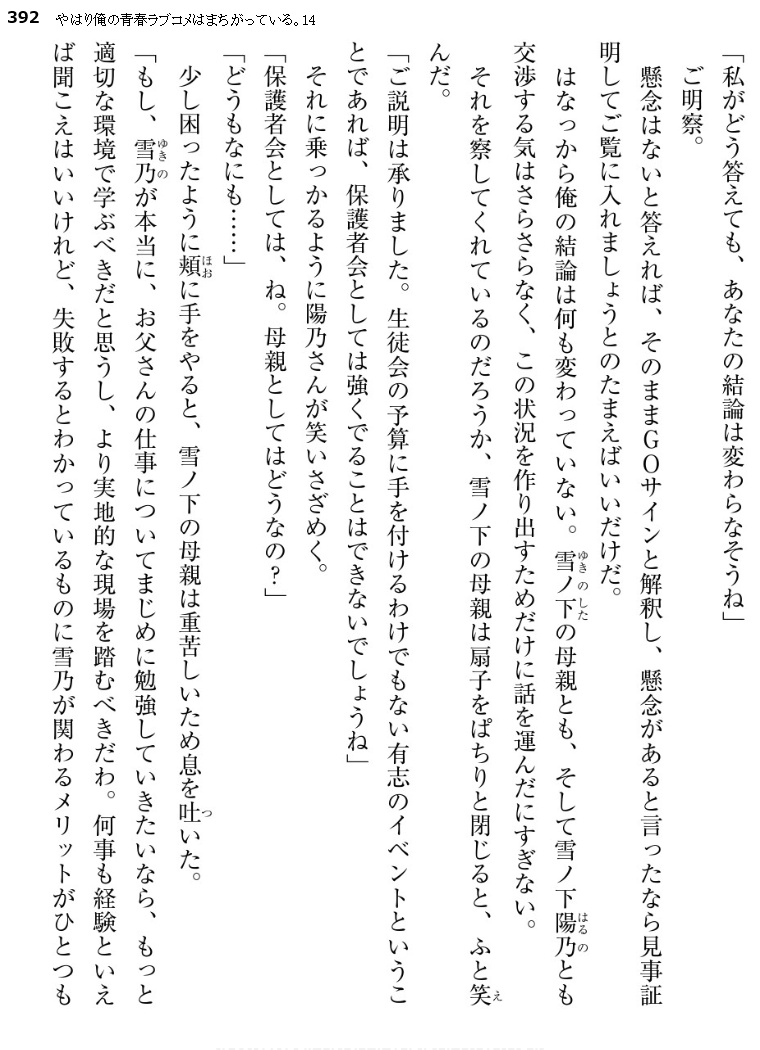 392 やはり俺の青春ラブコメはまちがっている。14
「私がどう答えても、あなたの結論は変わらなそうね」
ご明察。
懸念はないと答えれば、そのままGOサインと解釈し、懸念があると言ったなら見事証
明してご覧に入れましょうとのたまえばいいだけだ。
はなっから俺の結論は何も変わっていない。雪ノ下の母親とも、そして雪ノ下陽乃とも
交渉する気はさらさらなく、この状況を作り出すためだけに話を運んだにすぎない。
それを察してくれているのだろうか、雪ノ下の母親は扇子をぱちりと閉じると、ふと笑
んだ。
「ご説明は承りました。生徒会の予算に手を付けるわけでもない有志のイベントというこ
とであれば、保護者会としては強くでることはできないでしょうね」
それに乗っかるように陽乃さんが笑いさざめく。
「保護者会としては、ね。母親としてはどうなの？」
「どうもなにも……」
少し困ったように頬に手をやると、雪ノ下の母親は重苦しいため息を吐いた。
「もし、雪乃が本当に、お父さんの仕事についてまじめに勉強していきたいなら、もっと
適切な環境で学ぶべきだと思うし、より実地的な現場を踏むべきだわ。何事も経験といえ
ば聞こえはいいけれど、失敗するとわかっているものに雪乃が関わるメリットがひとつも